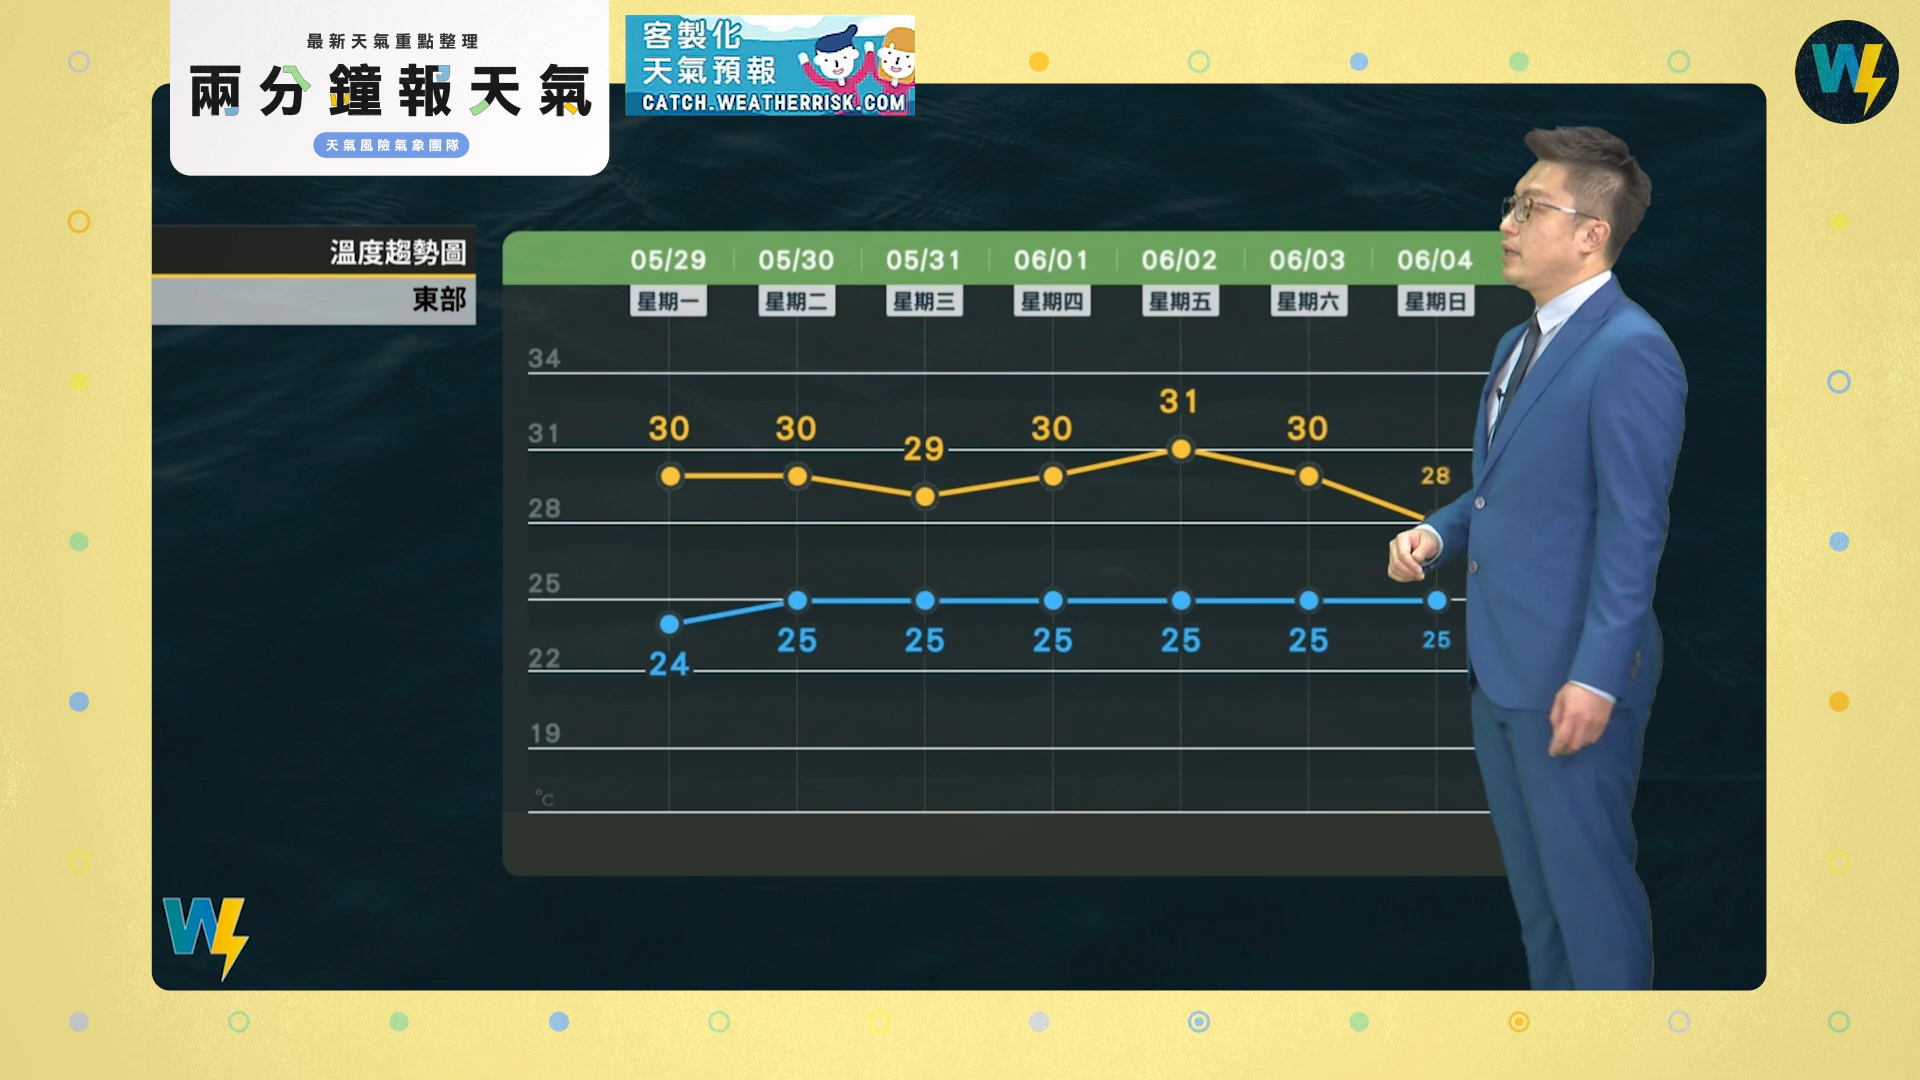 最新天氣重點整理
兩分鐘報天氣
天氣風險氣象團隊
客製化
天氣預報
CATCH.WEATHERRISK.COM
W
溫度趨勢圖
東部
05/29 05/30 05/31 06/01 06/02 06/03 06/04
星期一 星期二 星期三 星期四 星期五 星期六 星期日
34
31
28
25
22
19
°C
30 30 29 30 31 30 28
24 25 25 25 25 25 25
W